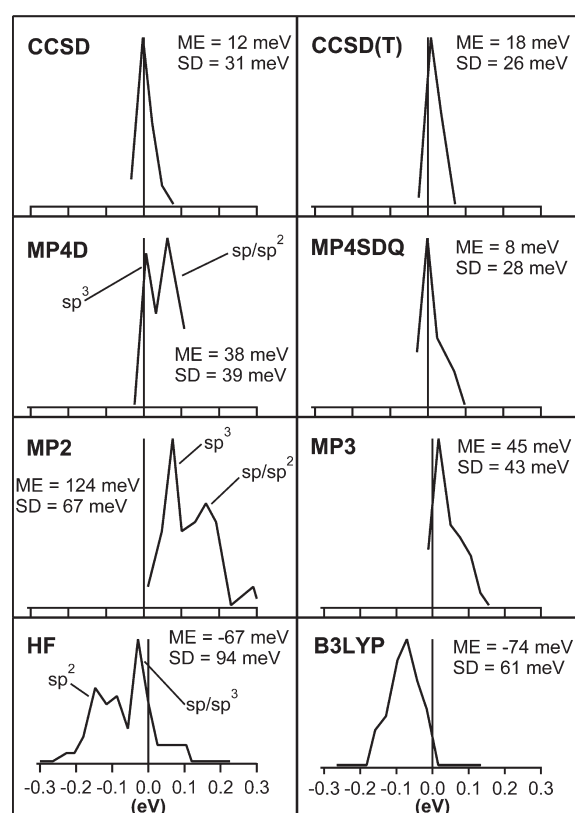 CCSD
ME = 12 meV
SD = 31 meV
CCSD(T)
ME = 18 meV
SD = 26 meV
MP4D
sp/sp²
sp³
ME = 38 meV
SD = 39 meV
MP4SDQ
ME = 8 meV
SD = 28 meV
MP2
sp³
sp/sp²
ME = 124 meV
SD = 67 meV
MP3
ME = 45 meV
SD = 43 meV
HF
ME = -67 meV
SD = 94 meV
sp²
sp/sp³
B3LYP
ME = -74 meV
SD = 61 meV
-0.3 -0.2 -0.1 0.0 0.1 0.2 0.3
(eV)
-0.3 -0.2 -0.1 0.0 0.1 0.2 0.3
(eV)